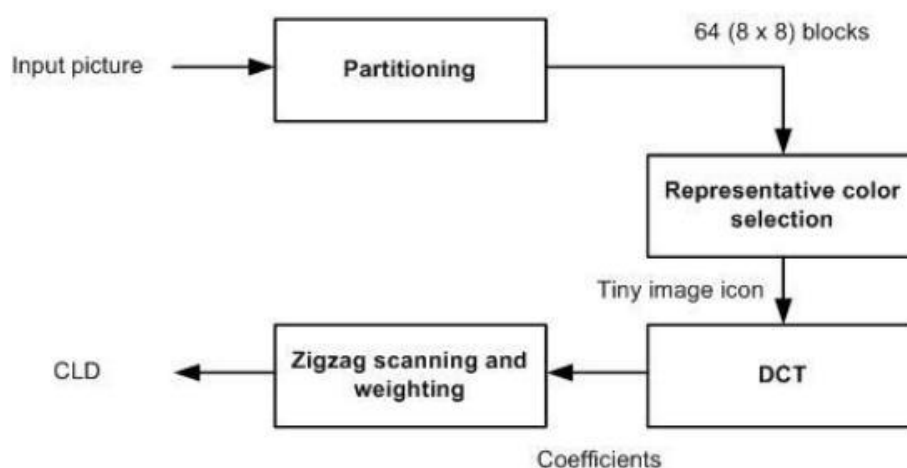 64 (8 x 8) blocks
Input picture
Partitioning
Representative color
selection
Tiny image icon
DCT
Zigzag scanning and
weighting
CLD
Coefficients